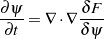 ∂ψ/∂t = ∇ · ∇ δF/δψ